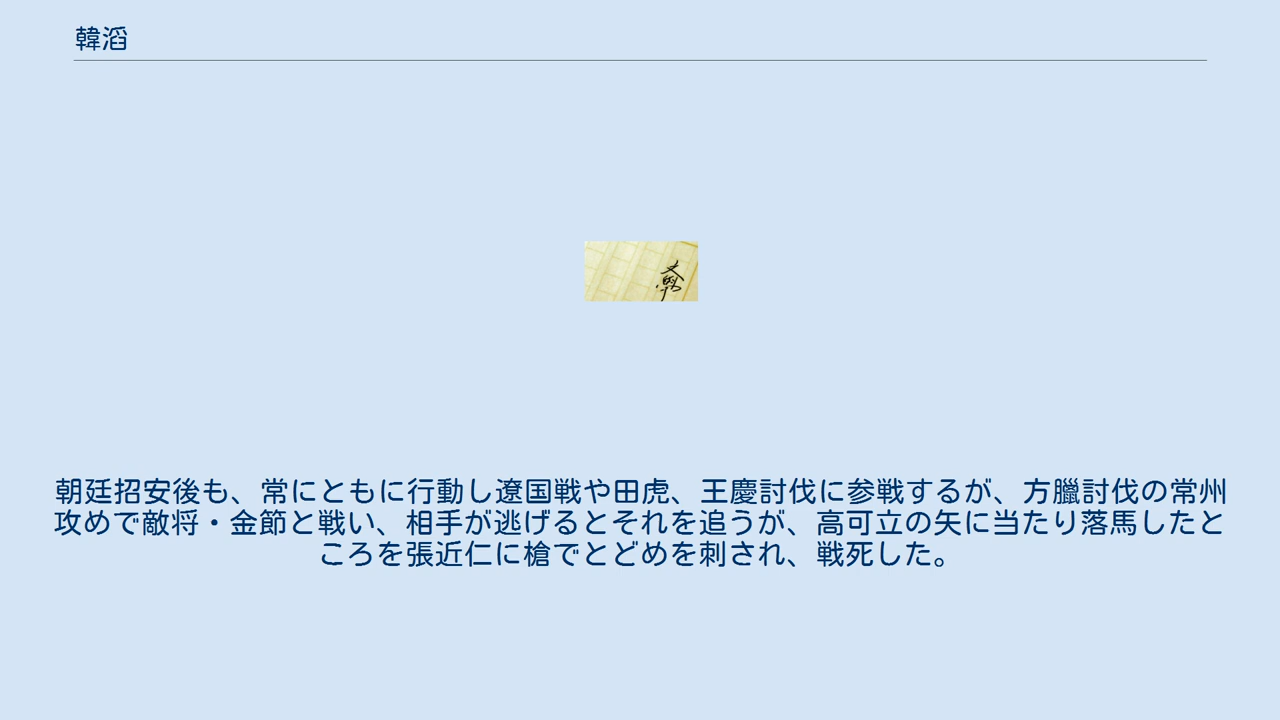 韓滔
朝廷招安後も、常にともに行動し遼国戦や田虎、王慶討伐に参戦するが、方臘討伐の常州
攻めで敵将・金節と戦い、相手が逃げるとそれを追うが、高可立の矢に当たり落馬したと
ころを張近仁に槍でとどめを刺され、戦死した。